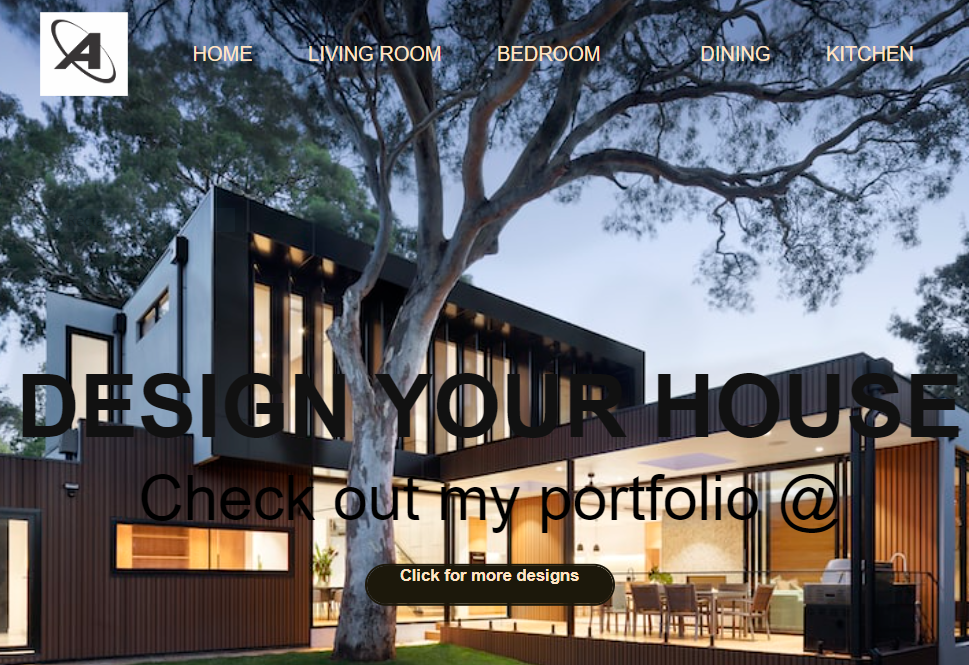 A
HOME LIVING ROOM BEDROOM DINING KITCHEN
DESIGN YOUR HOUSE
Check out my portfolio @
Click for more designs